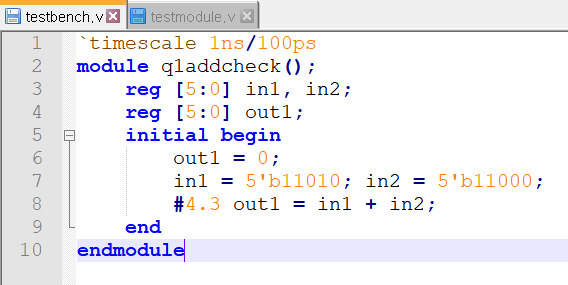 testbench.v testmodule.v
1 `timescale 1ns/100ps
2 module q1addcheck();
3 reg [5:0] in1, in2;
4 reg [5:0] out1;
5 initial begin
6 out1 = 0;
7 in1 = 5'b11010; in2 = 5'b11000;
8 #4.3 out1 = in1 + in2;
9 end
10 endmodule